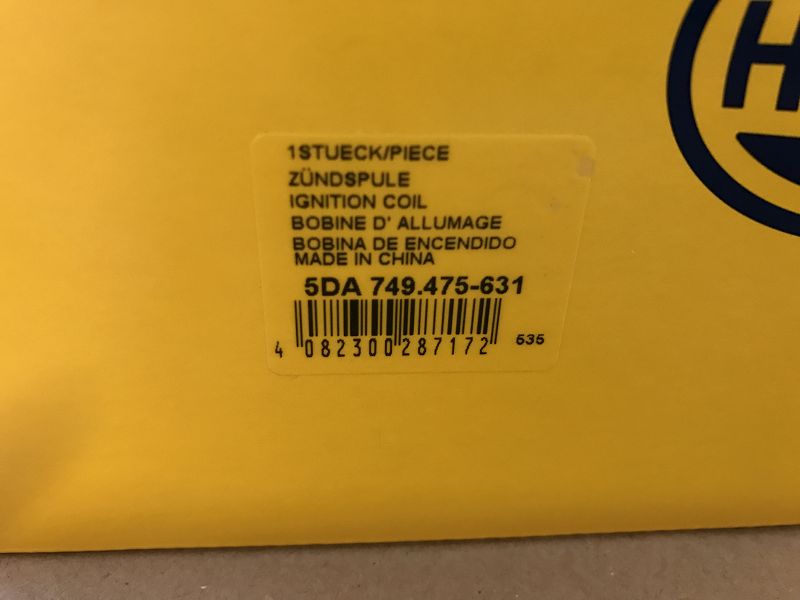 H
1STUECK/PIECE
ZÜNDSPULE
IGNITION COIL
BOBINE D' ALLUMAGE
BOBINA DE ENCENDIDO
MADE IN CHINA
5DA 749.475-631
4 082300 287172 535